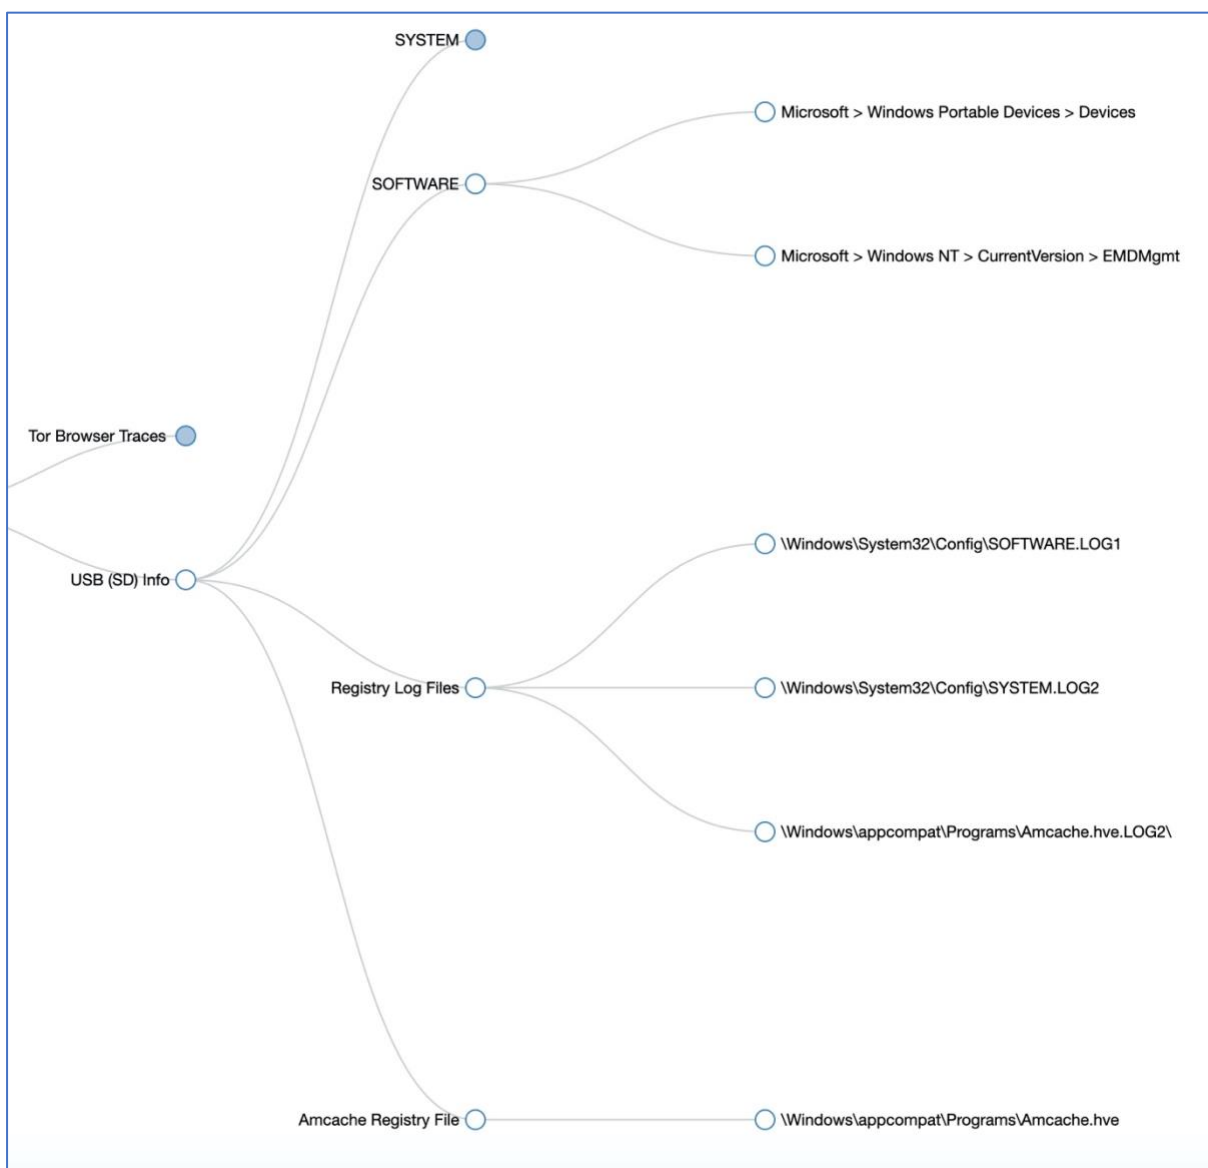 SYSTEM
Microsoft > Windows Portable Devices > Devices
SOFTWARE
Microsoft > Windows NT > CurrentVersion > EMDMgmt
Tor Browser Traces
\Windows\System32\Config\SOFTWARE.LOG1
USB (SD) Info
Registry Log Files
\Windows\System32\Config\SYSTEM.LOG2
\Windows\appcompat\Programs\Amcache.hve.LOG2\
Amcache Registry File
\Windows\appcompat\Programs\Amcache.hve